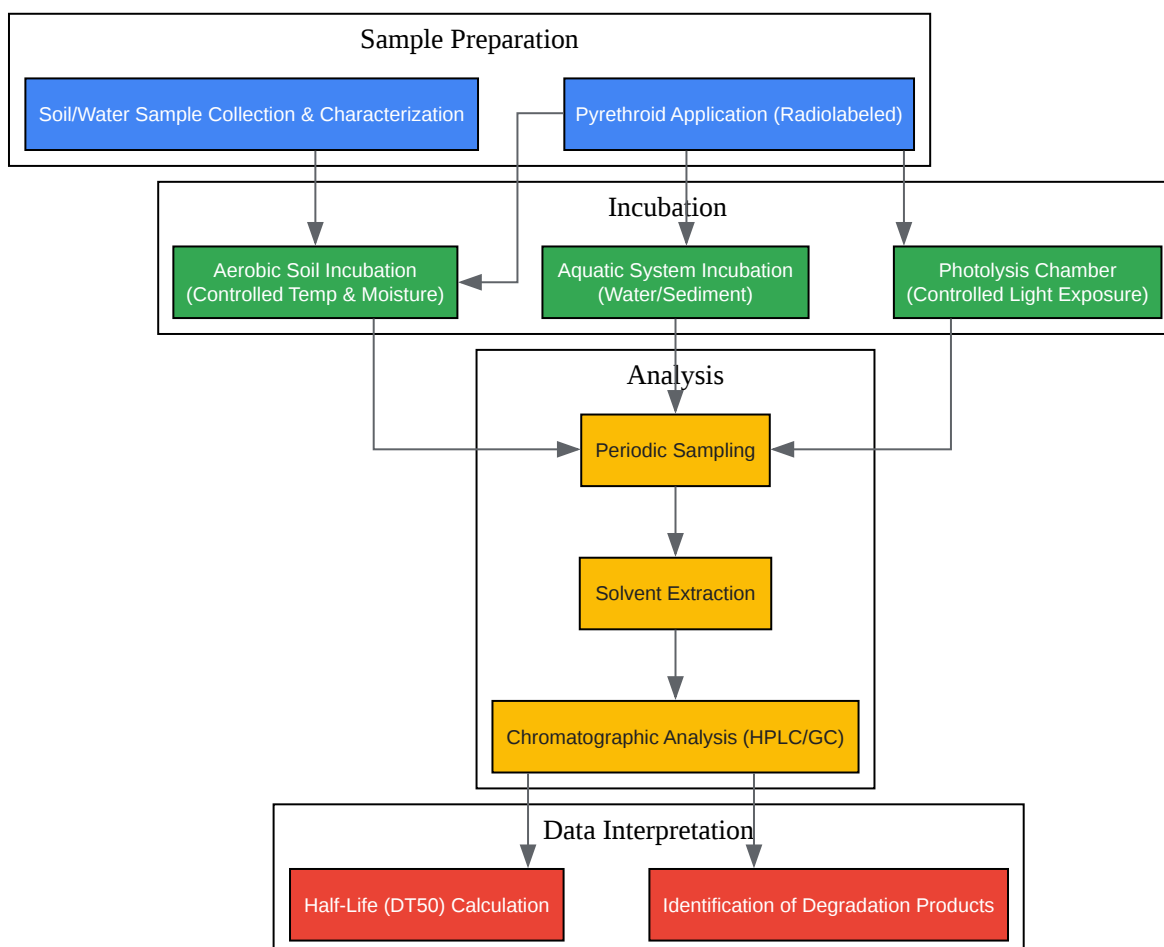 Sample Preparation
Soil/Water Sample Collection & Characterization
Pyrethroid Application (Radiolabeled)
Incubation
Aerobic Soil Incubation
(Controlled Temp & Moisture)
Aquatic System Incubation
(Water/Sediment)
Photolysis Chamber
(Controlled Light Exposure)
Analysis
Periodic Sampling
Solvent Extraction
Chromatographic Analysis (HPLC/GC)
Data Interpretation
Half-Life (DT50) Calculation
Identification of Degradation Products